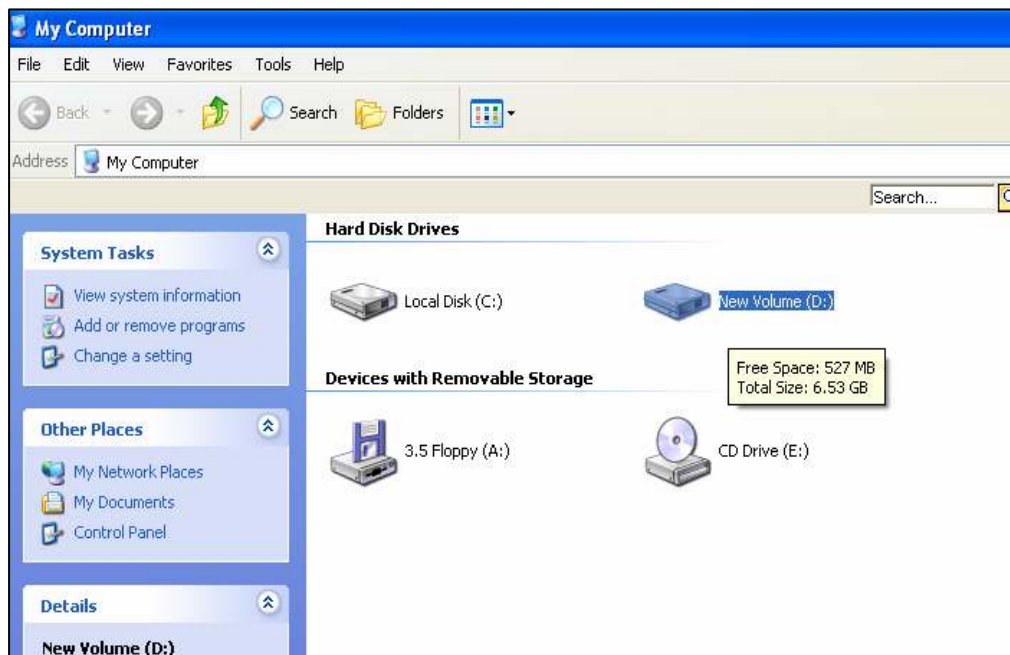 My Computer
File Edit View Favorites Tools Help
Back Search Folders
Address My Computer
Search...
System Tasks
View system information
Add or remove programs
Change a setting
Other Places
My Network Places
My Documents
Control Panel
Details
New Volume (D:)
Hard Disk Drives
Local Disk (C:) New Volume (D:)
Free Space: 527 MB
Total Size: 6.53 GB
Devices with Removable Storage
3.5 Floppy (A:) CD Drive (E:)